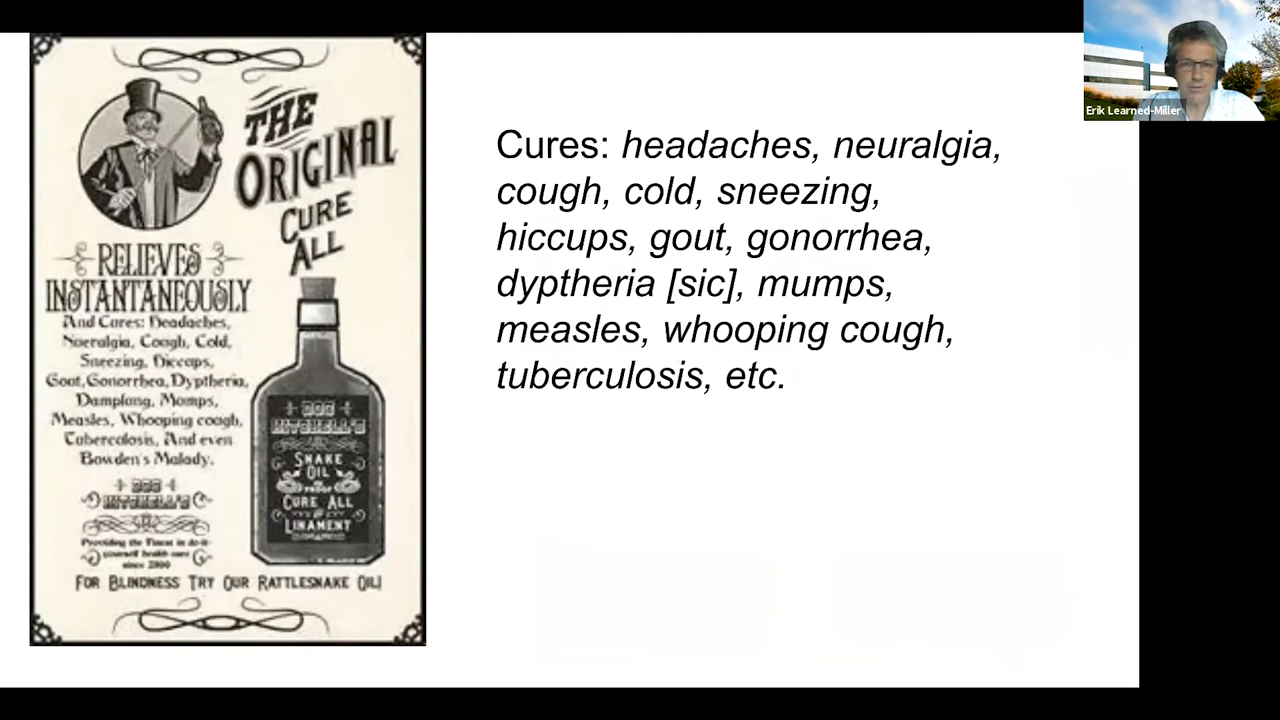 THE
ORIGINAL
CURE
ALL
RELIEVES
INSTANTANEOUSLY
And Cures: Headaches,
Noeralgia, Cough, Cold,
Sneezing, Hiccups,
Gout, Gonorrhea, Dyptheria,
Mumps,
Measles, Whooping cough,
Tuberculosis, And even
Bowden's Malady.
DOC
MITCHELL'S
Providing the Finest in do-it-
yourself health care
since
FOR BLINDNESS TRY OUR RATTLESNAKE OIL!
DOC
MITCHELL'S
SNAKE
OIL
CURE ALL
LINAMENT
Cures: headaches, neuralgia,
cough, cold, sneezing,
hiccups, gout, gonorrhea,
dyptheria [sic], mumps,
measles, whooping cough,
tuberculosis, etc.
Erik Learned-Miller